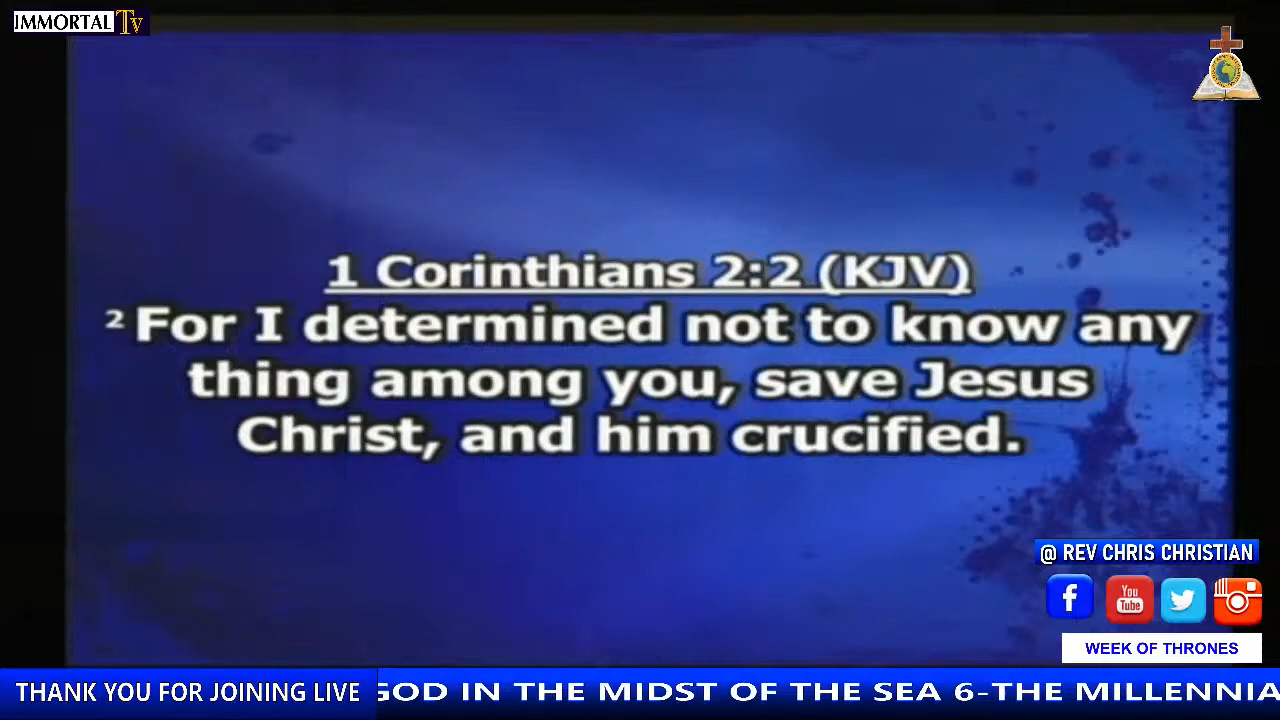 IMMORTAL Tv
1 Corinthians 2:2 (KJV)
2 For I determined not to know any
thing among you, save Jesus
Christ, and him crucified.
@ REV CHRIS CHRISTIAN
f
You
Tube
WEEK OF THRONES
THANK YOU FOR JOINING LIVE
GOD IN THE MIDST OF THE SEA 6-THE MILLENNIA